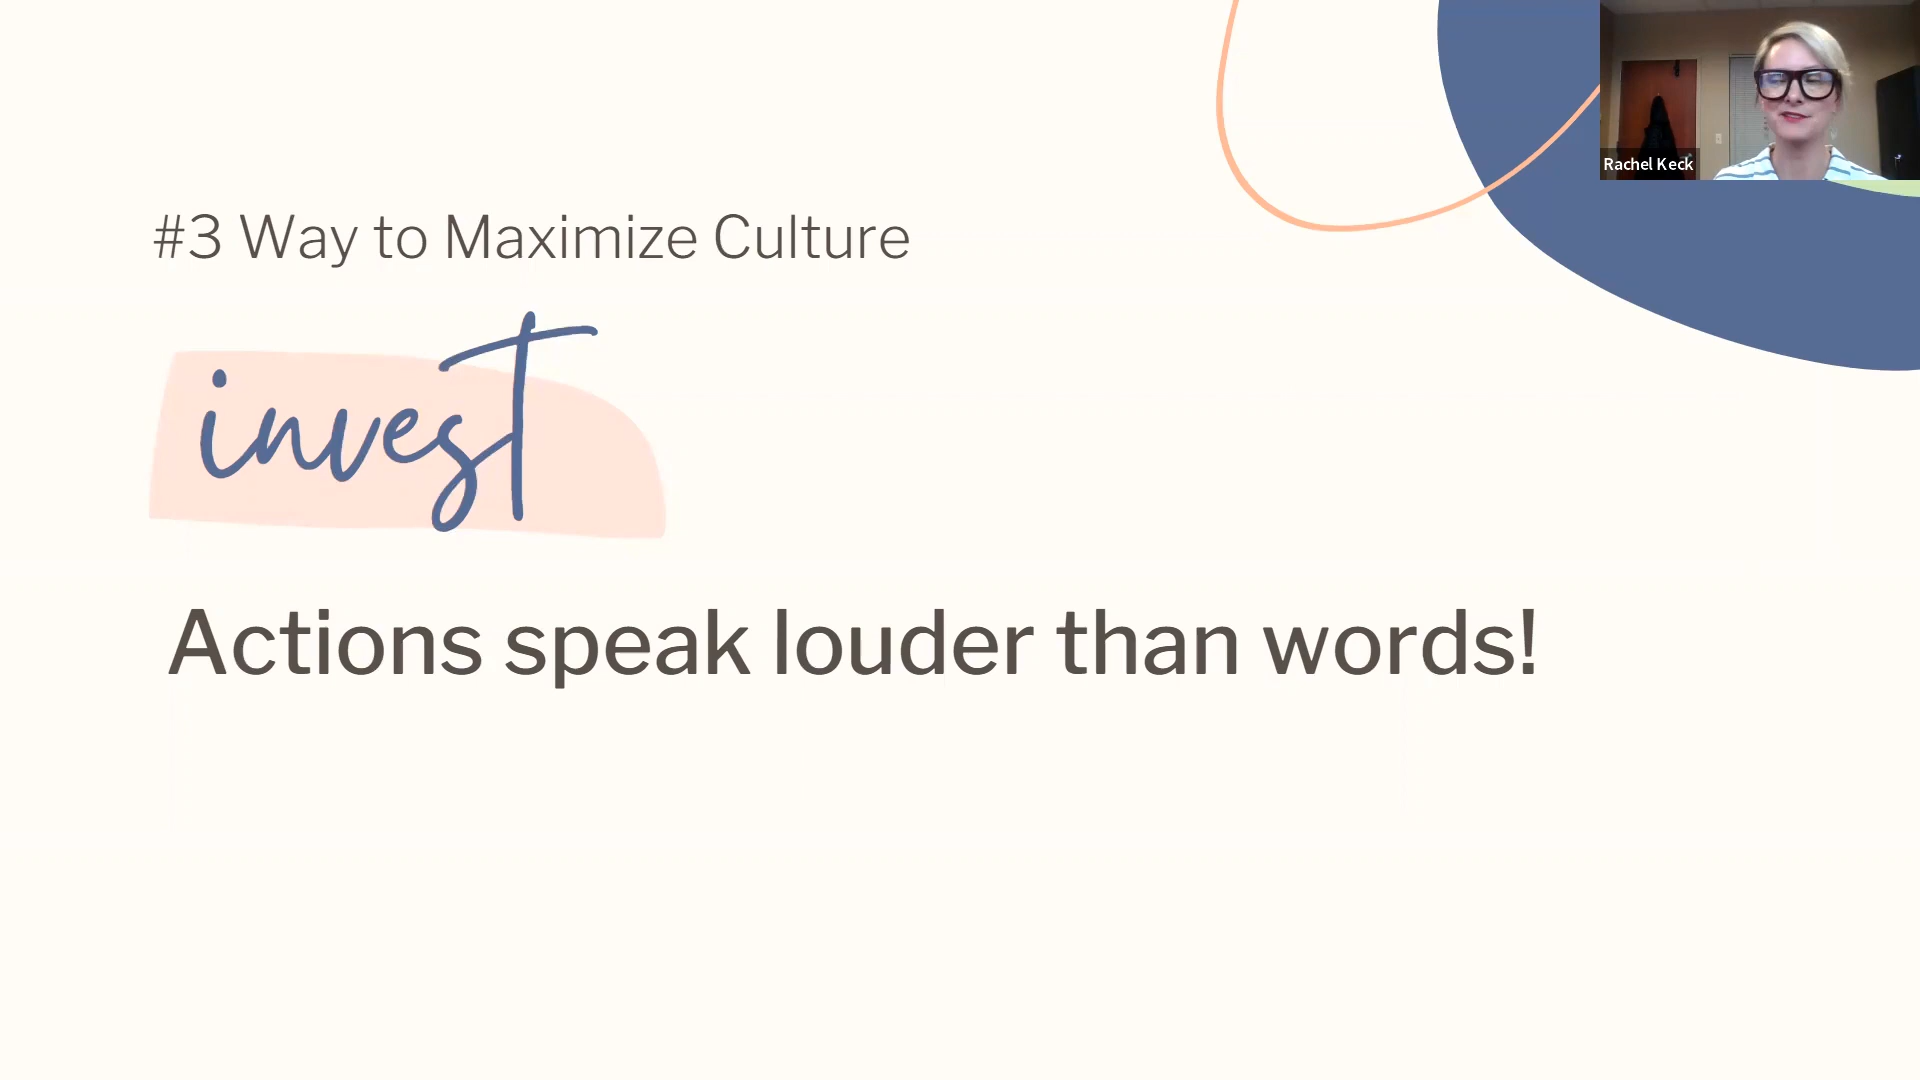 Rachel Keck
#3 Way to Maximize Culture
invest
Actions speak louder than words!